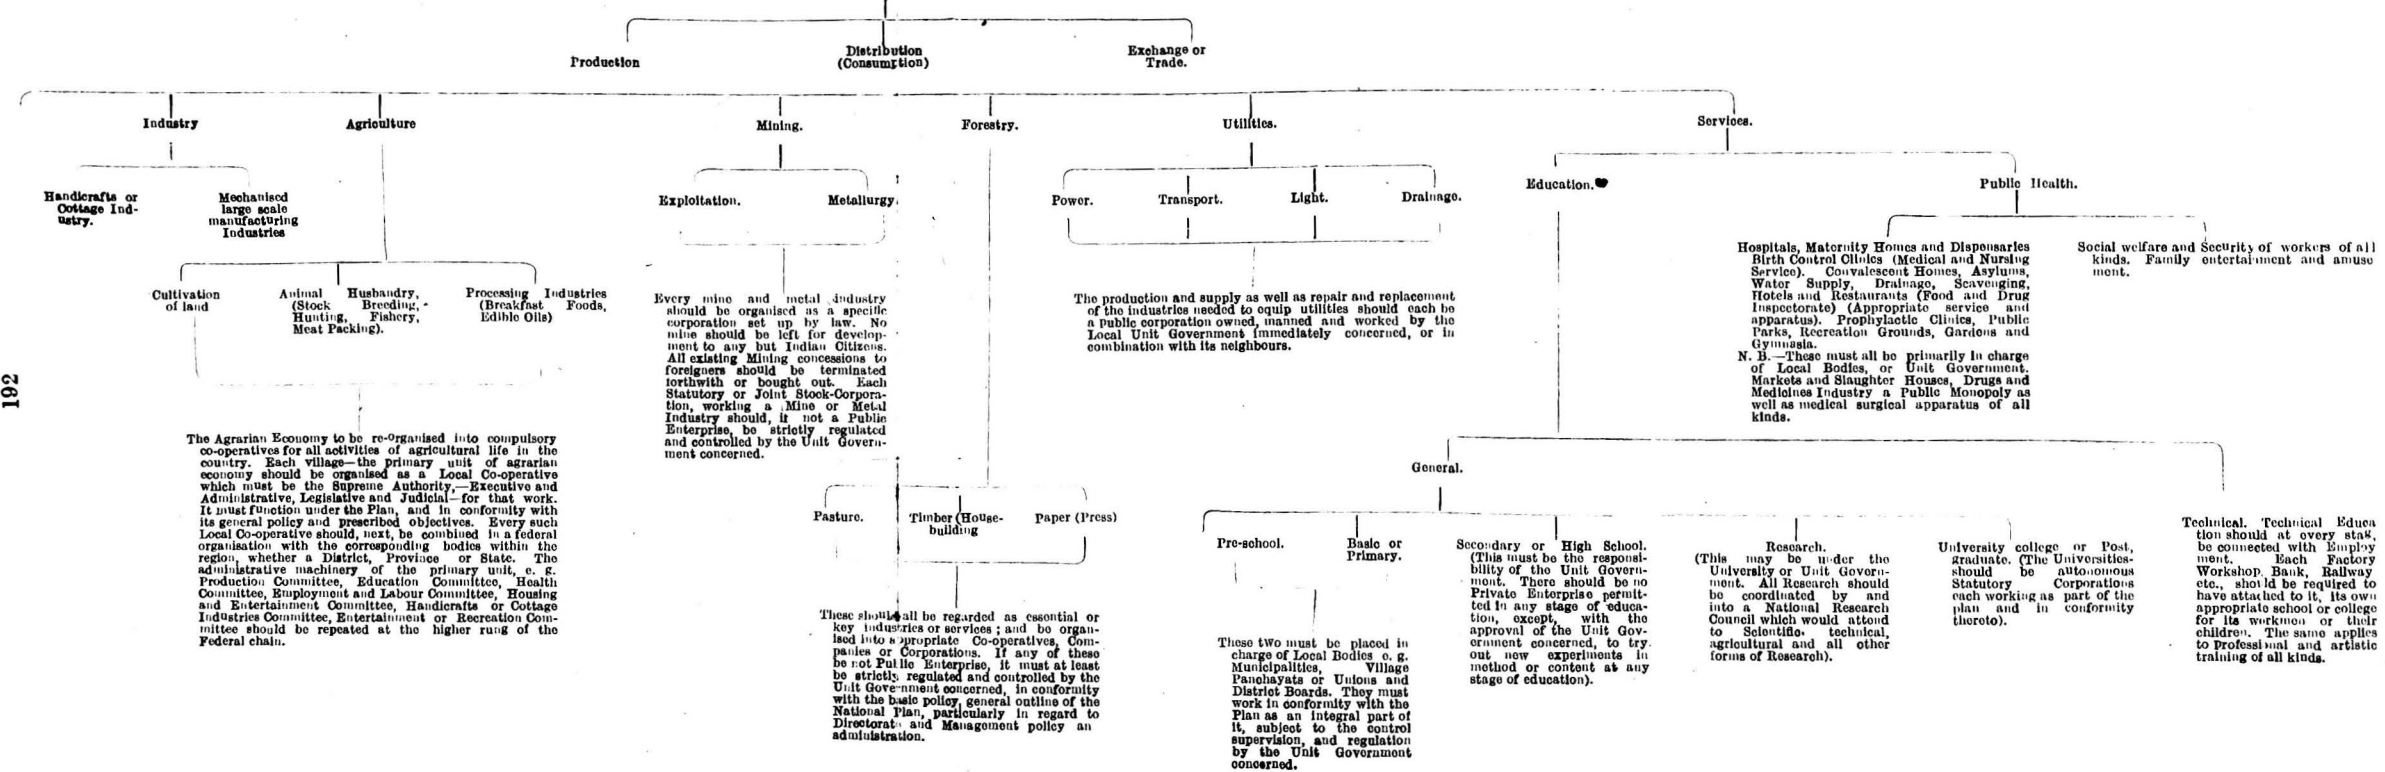 Production
Distribution
(Consumption)
Exchange or
Trade.
Industry
Agriculture
Mining.
Forestry.
Utilities.
Services.
Handicrafts or
Cottage Ind-
ustry.
Mechanised
large scale
manufacturing
Industries
Exploitation.
Metallurgy.
Power.
Transport.
Light.
Drainage.
Education.
Public Health.
Cultivation
of land
Animal Husbandry,
(Stock Breeding,
Hunting, Fishery,
Meat Packing).
Processing Industries
(Breakfast Foods,
Edible Oils)
Every mine and metal industry
should be organised as a specific
corporation set up by law. No
mine should be left for develop-
ment to any but Indian Citizens.
All existing Mining concessions to
foreigners should be terminated
forthwith or bought out. Each
Statutory or Joint Stock-Corpora-
tion, working a Mine or Metal
Industry should, if not a Public
Enterprise, be strictly regulated
and controlled by the Unit Govern-
ment concerned.
The production and supply as well as repair and replacement
of the industries needed to equip utilities should each be
a public corporation owned, manned and worked by the
Local Unit Government immediately concerned, or in
combination with its neighbours.
Hospitals, Maternity Homes and Dispensaries
Birth Control Clinics (Medical and Nursing
Service). Convalescent Homes, Asylums,
Water Supply, Drainage, Scavenging,
Hotels and Restaurants (Food and Drug
Inspectorate) (Appropriate service and
apparatus). Prophylactic Clinics, Public
Parks, Recreation Grounds, Gardens and
Gymnasia.
N. B.—These must all be primarily in charge
of Local Bodies, or Unit Government.
Markets and Slaughter Houses, Drugs and
Medicines Industry a Public Monopoly as
well as medical surgical apparatus of all
kinds.
Social welfare and Security of workers of all
kinds. Family entertainment and amuse
ment.
192
The Agrarian Economy to be re-organised into compulsory
co-operatives for all activities of agricultural life in the
country. Each village—the primary unit of agrarian
economy should be organised as a Local Co-operative
which must be the Supreme Authority,—Executive and
Administrative, Legislative and Judicial—for that work.
It must function under the Plan, and in conformity with
its general policy and prescribed objectives. Every such
Local Co-operative should, next, be combined in a federal
organisation with the corresponding bodies within the
region, whether a District, Province or State. The
administrative machinery of the primary unit, e. g.
Production Committee, Education Committee, Health
Committee, Employment and Labour Committee, Housing
and Entertainment Committee, Handicrafts or Cottage
Industries Committee, Entertainment or Recreation Com-
mittee should be repeated at the higher rung of the
Federal chain.
Pasture.
Timber (House-
building
Paper (Press)
These should all be regarded as essential or
key industries or services ; and be organ-
ised into appropriate Co-operatives, Com-
panies or Corporations. If any of these
be not Public Enterprise, it must at least
be strictly regulated and controlled by the
Unit Government concerned, in conformity
with the basic policy, general outline of the
National Plan, particularly in regard to
Directorate and Management policy an
administration.
General.
Pre-school.
Basic or
Primary.
These two must be placed in
charge of Local Bodies e. g.
Municipalities, Village
Panchayats or Unions and
District Boards. They must
work in conformity with the
Plan as an integral part of
it, subject to the control
supervision, and regulation
by the Unit Government
concerned.
Secondary or High School.
(This must be the responsi-
bility of the Unit Govern-
ment. There should be no
Private Enterprise permit-
ted in any stage of educa-
tion, except, with the
approval of the Unit Gov-
ernment concerned, to try
out new experiments in
method or content at any
stage of education).
Research.
(This may be under the
University or Unit Govern-
ment. All Research should
be coordinated by and
into a National Research
Council which would attend
to Scientific. technical,
agricultural and all other
forms of Research).
University college or Post,
graduate. (The Universities
should be autonomous
Statutory Corporations
each working as part of the
plan and in conformity
thereto).
Technical. Technical Educa
tion should at every stag,
be connected with Employ
ment. Each Factory
Workshop, Bank, Railway
etc., should be required to
have attached to it, its own
appropriate school or college
for its workmen or their
children. The same applies
to Professional and artistic
training of all kinds.